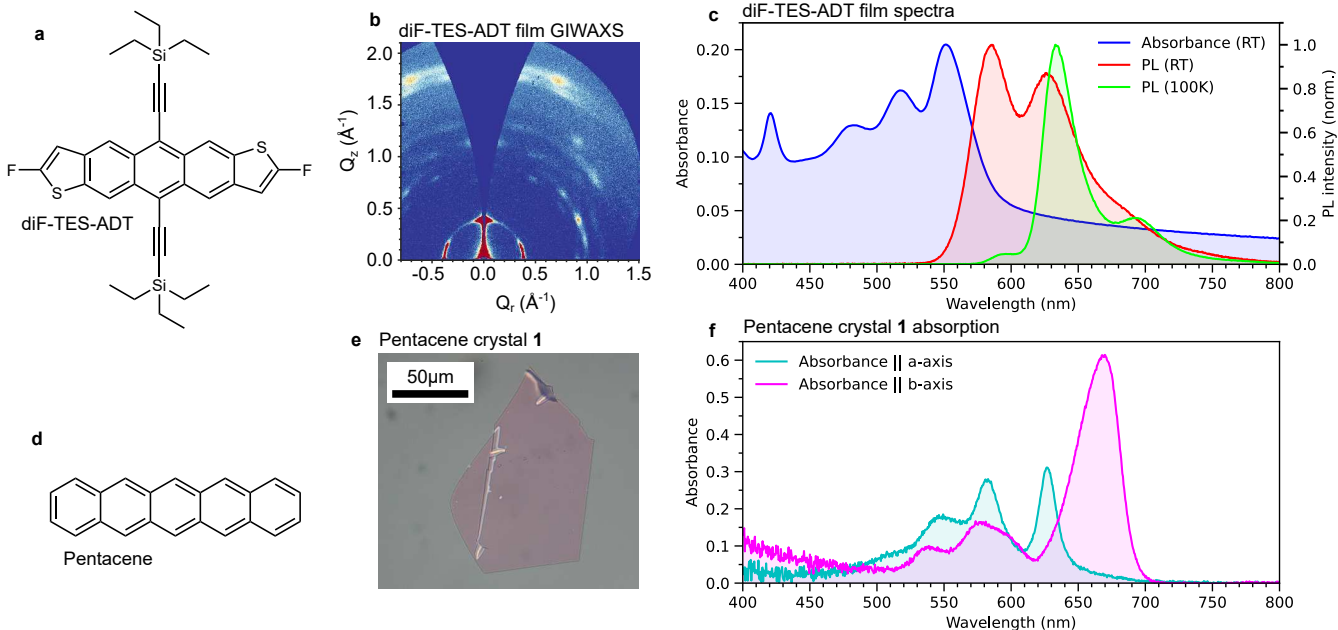 a
Si
F
S
S
F
diF-TES-ADT
Si
b
diF-TES-ADT film GIWAXS
Q_z (Å⁻¹)
2.0
1.5
1.0
0.5
0.0
-0.5 0.0 0.5 1.0 1.5
Q_r (Å⁻¹)
c
diF-TES-ADT film spectra
Absorbance
0.20
0.15
0.10
0.05
0.00
Absorbance (RT)
PL (RT)
PL (100K)
1.0
0.8
0.6
0.4
0.2
0.0
PL intensity (norm.)
400 450 500 550 600 650 700 750 800
Wavelength (nm)
d
Pentacene
e
Pentacene crystal 1
50μm
f
Pentacene crystal 1 absorption
Absorbance
0.6
0.5
0.4
0.3
0.2
0.1
0.0
Absorbance || a-axis
Absorbance || b-axis
400 450 500 550 600 650 700 750 800
Wavelength (nm)